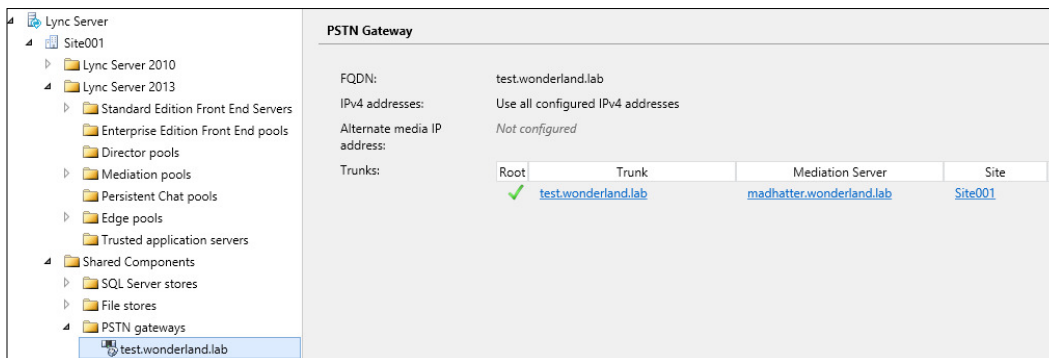 Lync Server
Site001
Lync Server 2010
Lync Server 2013
Standard Edition Front End Servers
Enterprise Edition Front End pools
Director pools
Mediation pools
Persistent Chat pools
Edge pools
Trusted application servers
Shared Components
SQL Server stores
File stores
PSTN gateways
test.wonderland.lab
PSTN Gateway
FQDN: test.wonderland.lab
IPv4 addresses: Use all configured IPv4 addresses
Alternate media IP Not configured
address:
Trunks: Root Trunk Mediation Server Site
test.wonderland.lab madhatter.wonderland.lab Site001